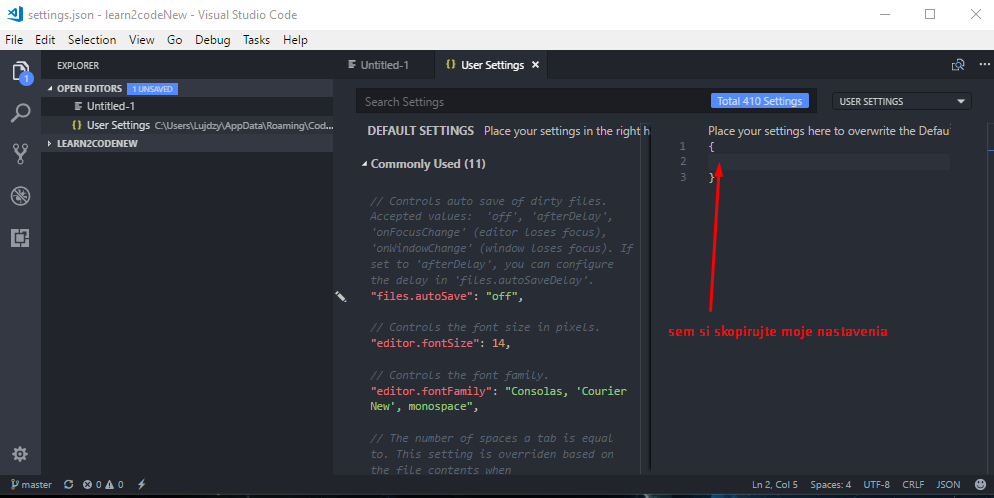 settings.json - learn2codeNew - Visual Studio Code
File Edit Selection View Go Debug Tasks Help
EXPLORER
Untitled-1
{} User Settings ×
OPEN EDITORS 1 UNSAVED
1
Untitled-1
{} User Settings C:\Users\Lujdzy\AppData\Roaming\Cod...
LEARN2CODENEW
Search Settings
Total 410 Settings
USER SETTINGS
DEFAULT SETTINGS Place your settings in the right h
Commonly Used (11)
// Controls auto save of dirty files.
Accepted values:  'off', 'afterDelay',
'onFocusChange' (editor loses focus),
'onWindowChange' (window loses focus). If
set to 'afterDelay', you can configure
the delay in 'files.autoSaveDelay'.
"files.autoSave": "off",
// Controls the font size in pixels.
"editor.fontSize": 14,
// Controls the font family.
"editor.fontFamily": "Consolas, 'Courier
New', monospace",
// The number of spaces a tab is equal
to. This setting is overriden based on
the file contents when
Place your settings here to overwrite the Defau
1 {
2
3 }
sem si skopirujte moje nastavenia
master 0 0 Ln 2, Col 5 Spaces: 4 UTF-8 CRLF JSON